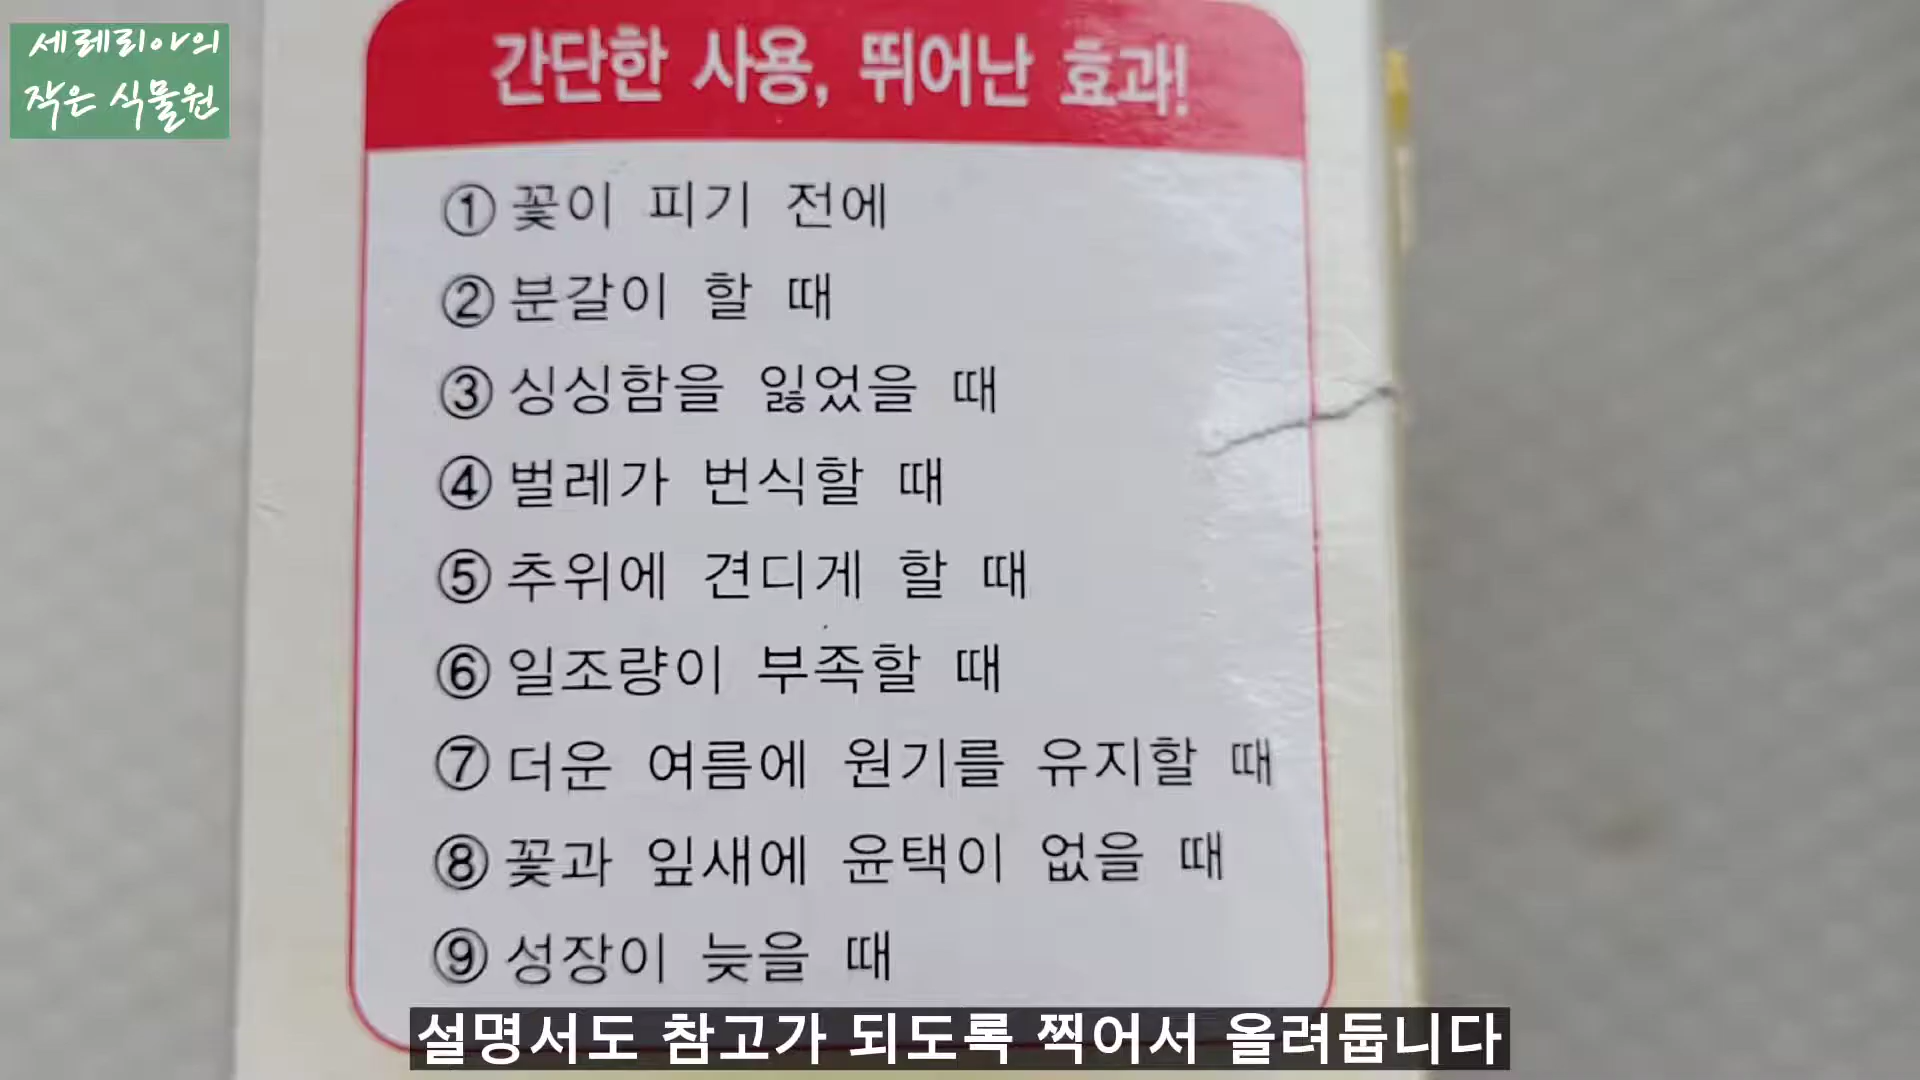 세레리아의
작은 식물원
간단한 사용, 뛰어난 효과!
① 꽃이 피기 전에
② 분갈이 할 때
③ 싱싱함을 잃었을 때
④ 벌레가 번식할 때
⑤ 추위에 견디게 할 때
⑥ 일조량이 부족할 때
⑦ 더운 여름에 원기를 유지할 때
⑧ 꽃과 잎새에 윤택이 없을 때
⑨ 성장이 늦을 때
설명서도 참고가 되도록 찍어서 올려둡니다